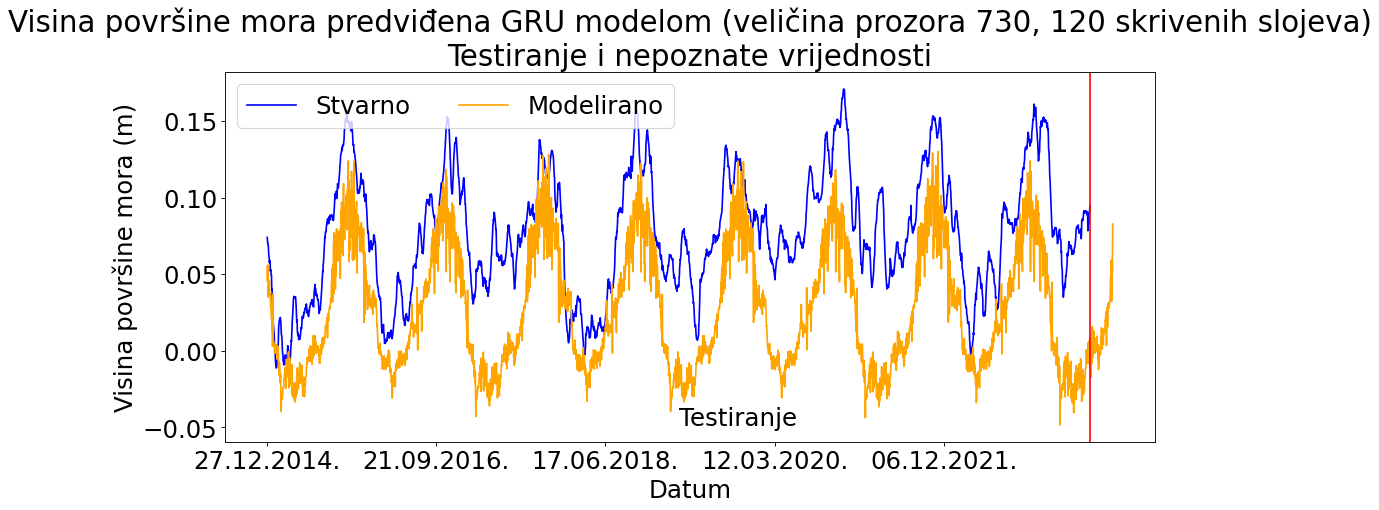 Visina površine mora predviđena GRU modelom (veličina prozora 730, 120 skrivenih slojeva)
Testiranje i nepoznate vrijednosti
Stvarno Modelirano
Visina površine mora (m)
0.15
0.10
0.05
0.00
−0.05
Testiranje
27.12.2014. 21.09.2016. 17.06.2018. 12.03.2020. 06.12.2021.
Datum